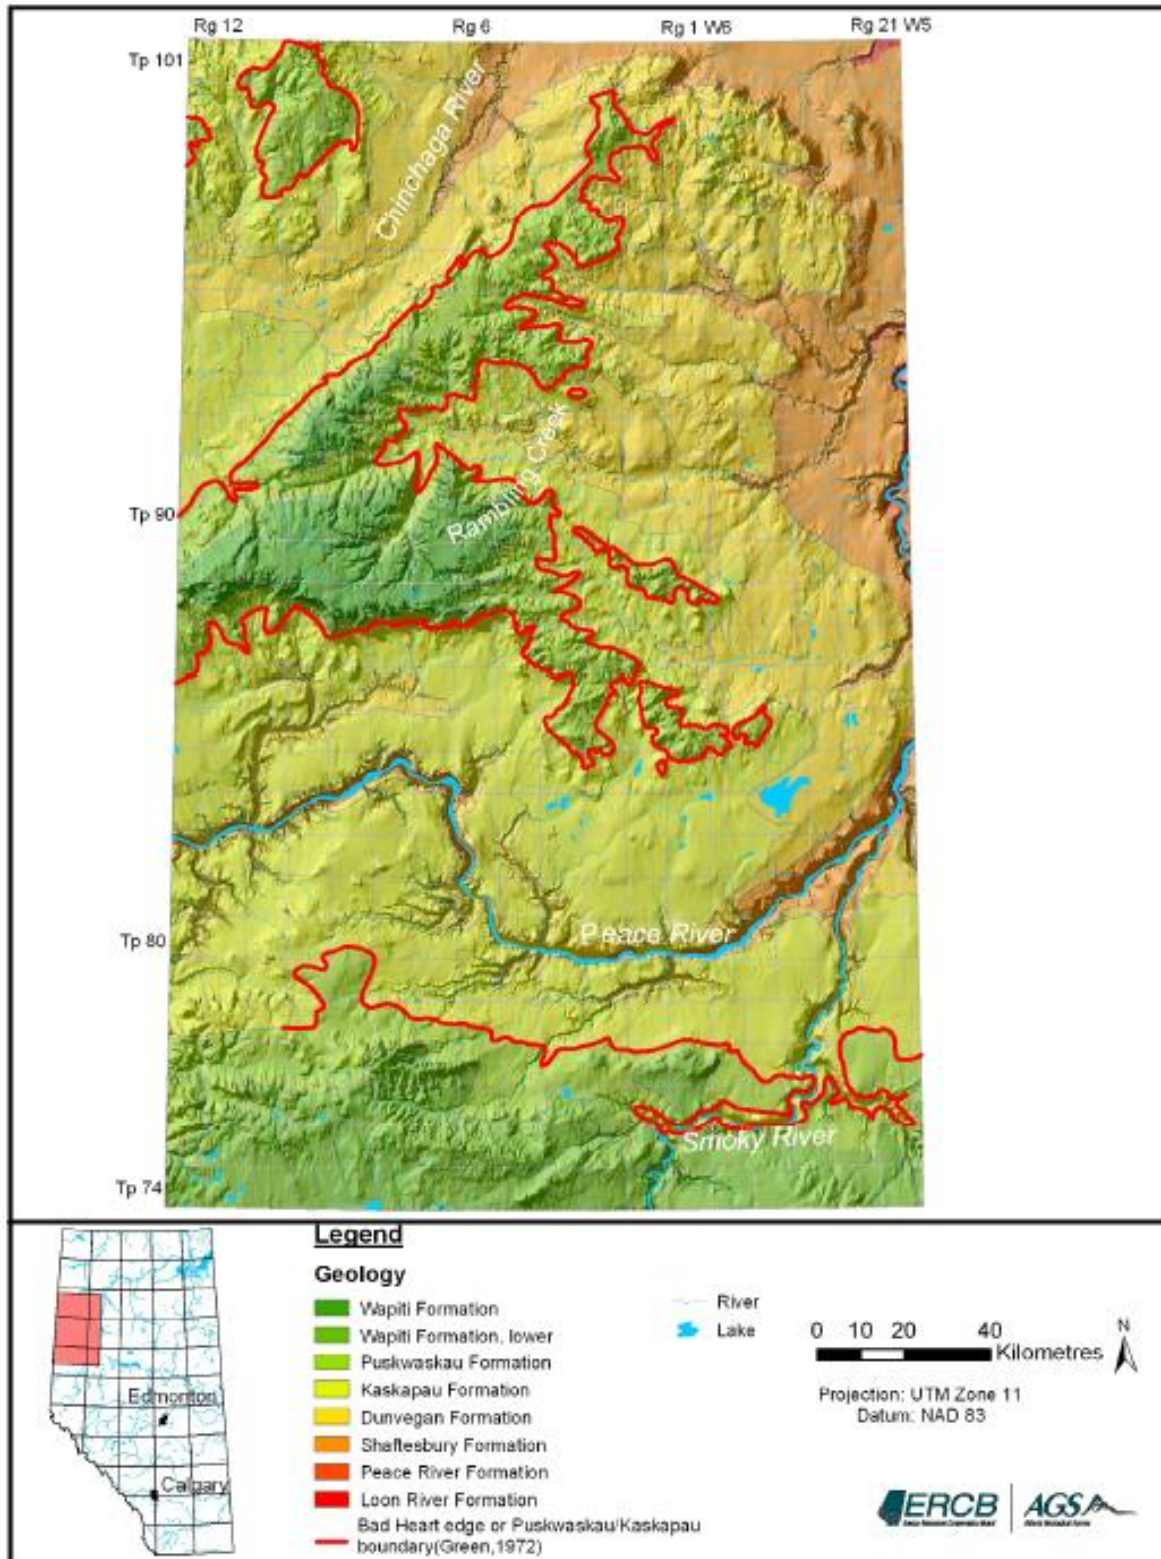 Rg 12 Rg 6 Rg 1 W6 Rg 21 W5
Tp 101
Chinchaga River
Rambling Creek
Tp 90
Peace River
Tp 80
Smoky River
Tp 74
Legend
Geology
Wapiti Formation
Wapiti Formation, lower
Puskwaskau Formation
Kaskapau Formation
Dunvegan Formation
Shaftesbury Formation
Peace River Formation
Loon River Formation
Bad Heart edge or Puskwaskau/Kaskapau
boundary(Green,1972)
River
Lake
0 10 20 40
Kilometres
N
Projection: UTM Zone 11
Datum: NAD 83
Edmonton
Calgary
ERCB
AGS